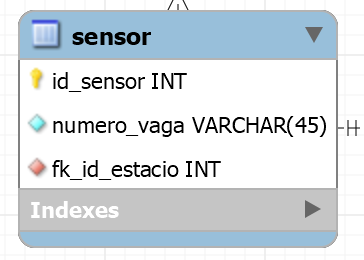 sensor
id_sensor INT
numero_vaga VARCHAR(45)
fk_id_estacio INT
Indexes